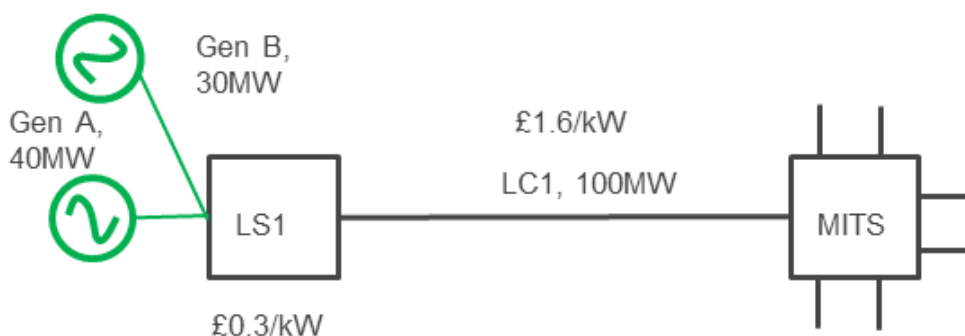 Gen B,
30MW
Gen A,
40MW
£1.6/kW
LC1, 100MW
LS1
MITS
£0.3/kW